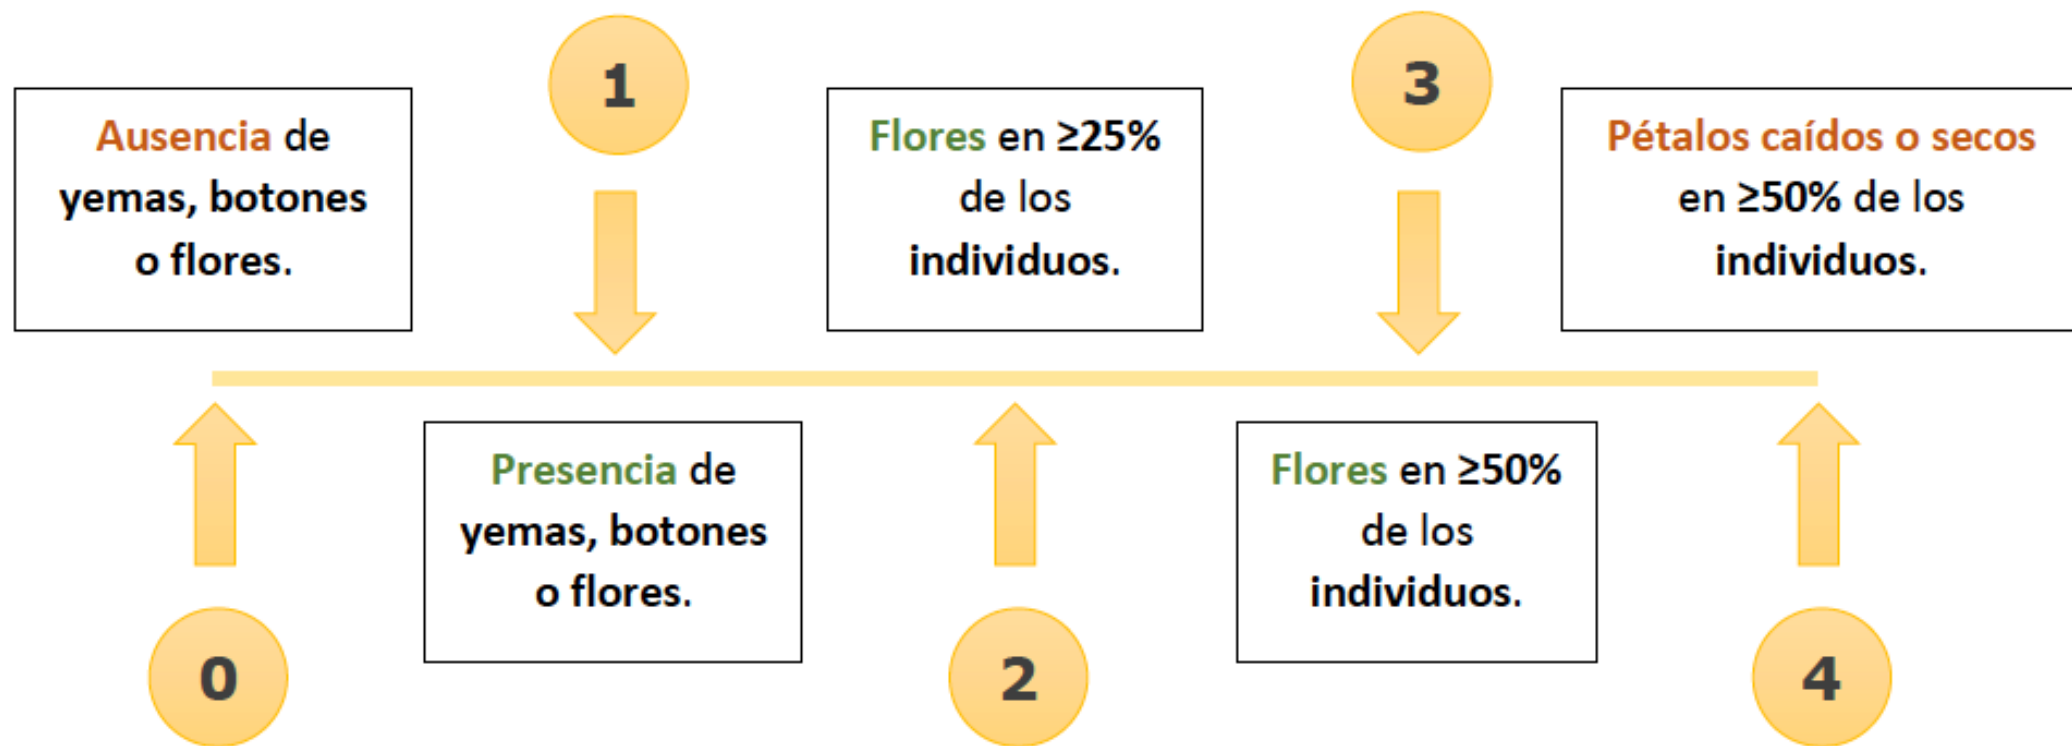 0
Ausencia de
yemas, botones
o flores.
1
Presencia de
yemas, botones
o flores.
2
Flores en ≥25%
de los
individuos.
3
Flores en ≥50%
de los
individuos.
4
Pétalos caídos o secos
en ≥50% de los
individuos.